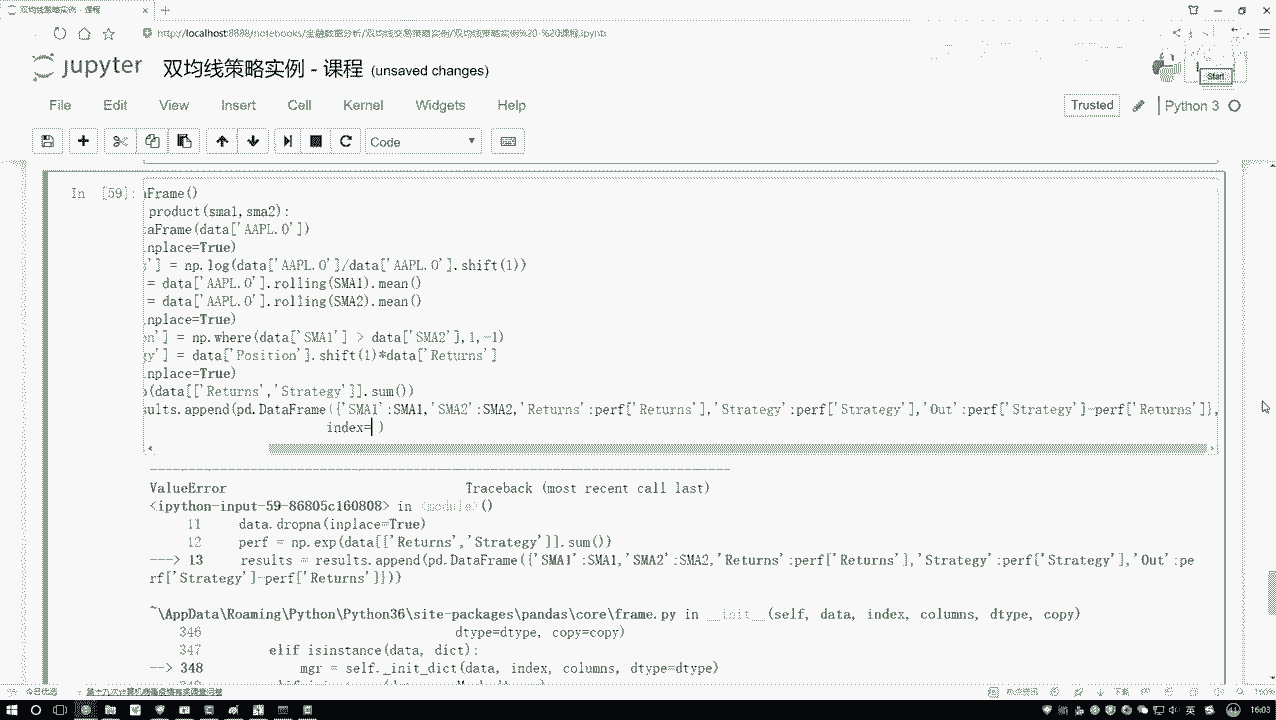 双均线策略实例 - 课程
http://localhost:8888/notebooks/金融数据分析/双均线交易策略实例/双均线策略实例%20-%20课程.ipynb
jupyter 双均线策略实例 - 课程 (unsaved changes)
Start
File Edit View Insert Cell Kernel Widgets Help
Trusted Python 3
Code
In [59]:
aFrame()
product(sma1,sma2):
aFrame(data['AAPL.O'])
nplace=True)
'] = np.log(data['AAPL.O']/data['AAPL.O'].shift(1))
= data['AAPL.O'].rolling(SMA1).mean()
= data['AAPL.O'].rolling(SMA2).mean()
nplace=True)
n'] = np.where(data['SMA1'] > data['SMA2'],1,-1)
gy'] = data['Position'].shift(1)*data['Returns']
nplace=True)
(data[['Returns','Strategy']].sum())
sults.append(pd.DataFrame({'SMA1':SMA1,'SMA2':SMA2,'Returns':perf['Returns'],'Strategy':perf['Strategy'],'Out':perf['Strategy']-perf['Returns']},
index= )
ValueError Traceback (most recent call last)
<ipython-input-59-86805c160808> in <module>()
11 data.dropna(inplace=True)
12 perf = np.exp(data[['Returns','Strategy']].sum())
---> 13 results = results.append(pd.DataFrame({'SMA1':SMA1,'SMA2':SMA2,'Returns':perf['Returns'],'Strategy':perf['Strategy'],'Out':pe
rf['Strategy']-perf['Returns']}))
~\AppData\Roaming\Python\Python36\site-packages\pandas\core\frame.py in __init__(self, data, index, columns, dtype, copy)
346 dtype=dtype, copy=copy)
347 elif isinstance(data, dict):
--> 348 mgr = self._init_dict(data, index, columns, dtype=dtype)
今日优选
下载
160%
英
16:03